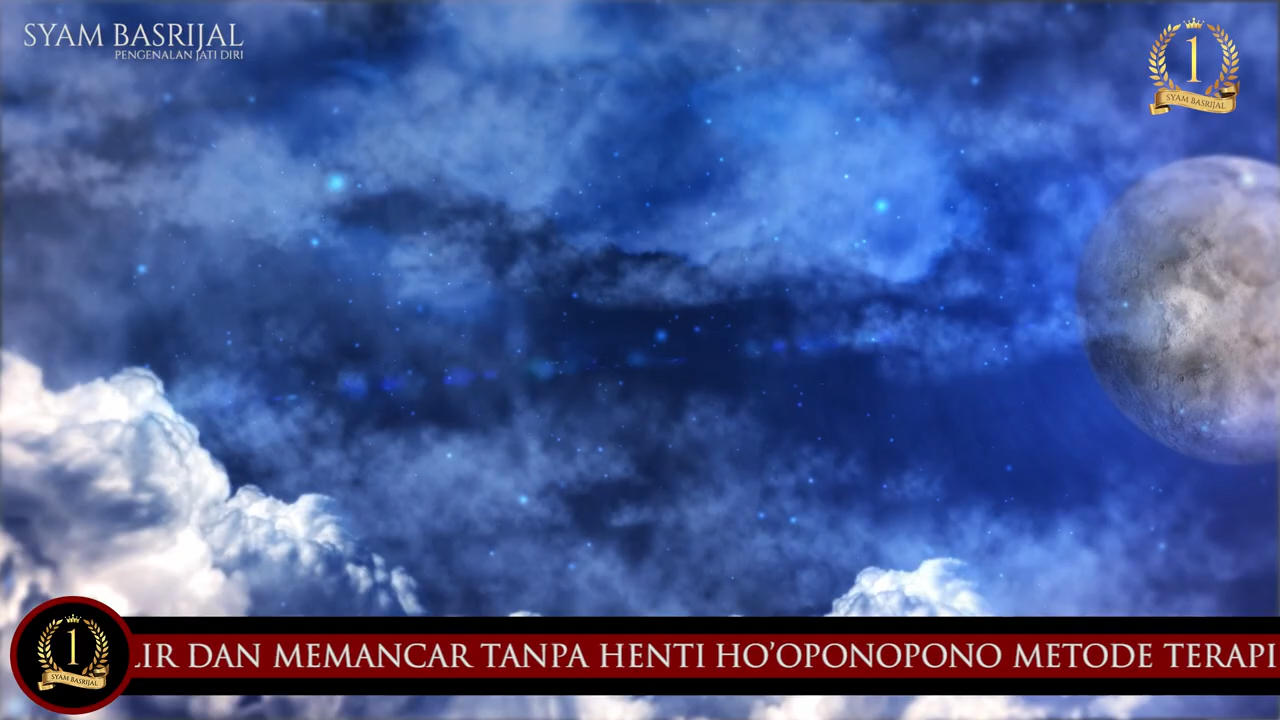 SYAM BASRIJAL
PENGENALAN JATI DIRI
1
SYAM BASRIJAL
1
SYAM BASRIJAL
LIR DAN MEMANCAR TANPA HENTI HO’OPONOPONO METODE TERAPI